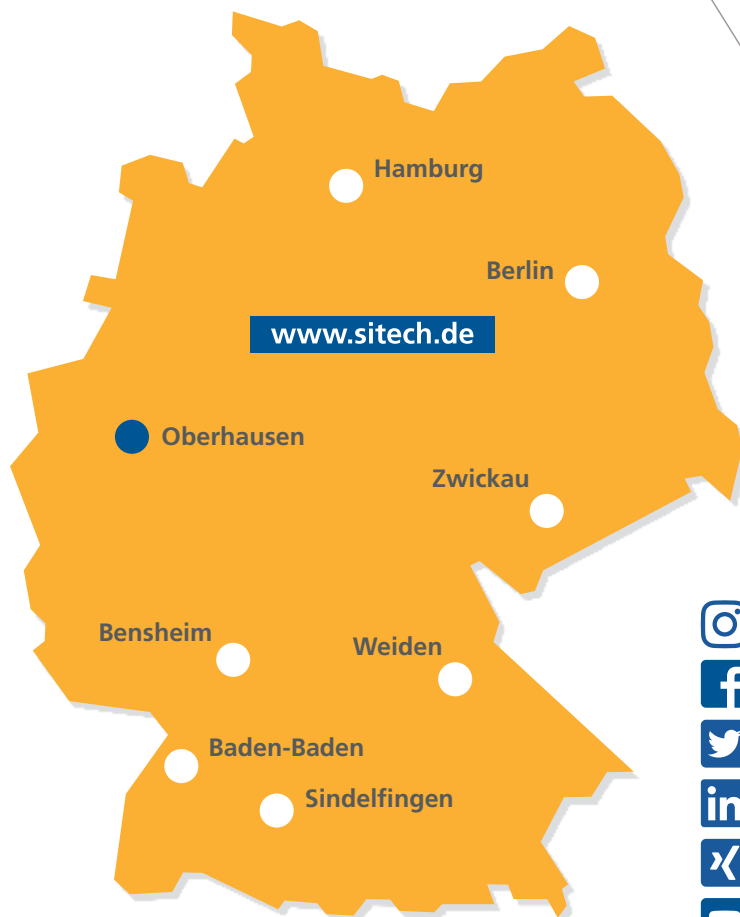 Hamburg
Berlin
www.sitech.de
Oberhausen
Zwickau
Bensheim
Weiden
Baden-Baden
Sindelfingen